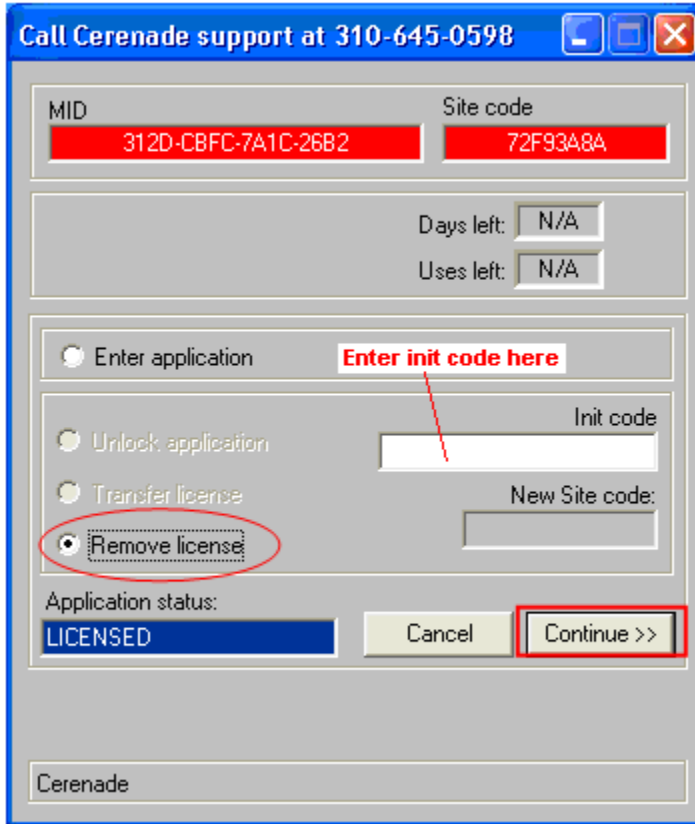 Call Cerenade support at 310-645-0598
MID
Site code
312D-CBFC-7A1C-26B2
72F93A8A
Days left: N/A
Uses left: N/A
Enter application
Enter init code here
Init code
Unlock application
Transfer license
New Site code:
Remove license
Application status:
LICENSED
Cancel
Continue >>
Cerenade